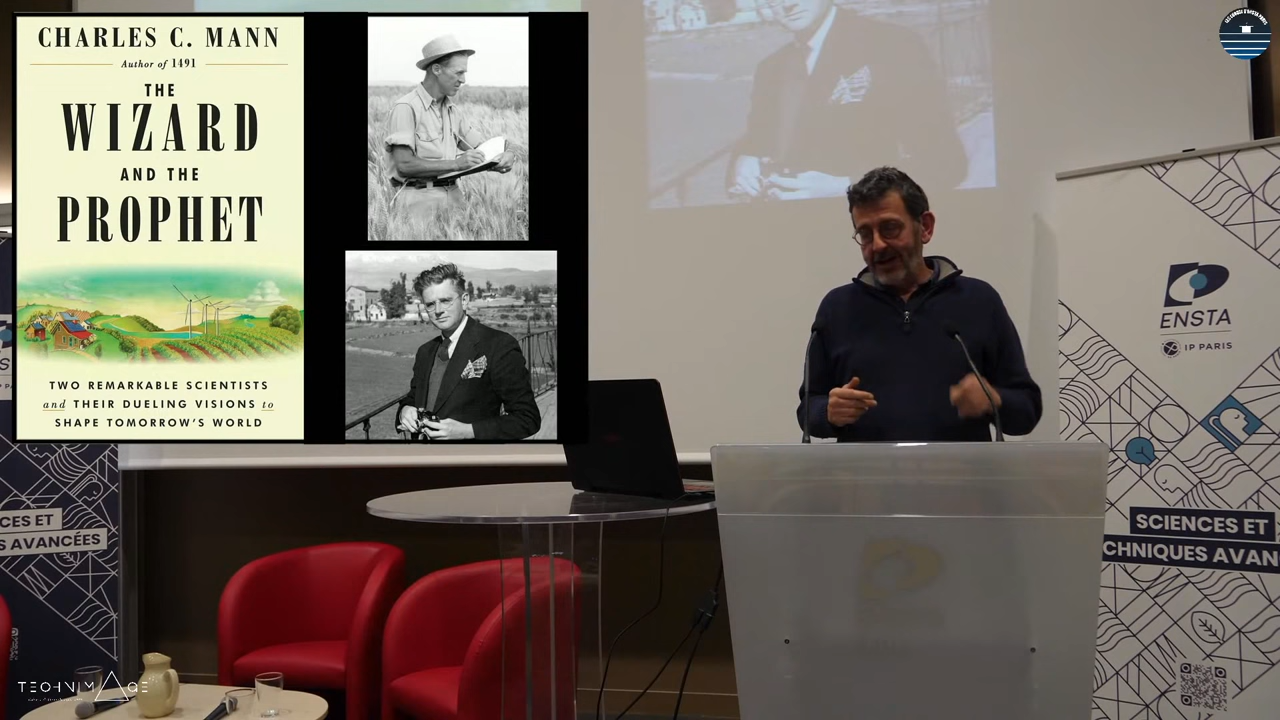 CHARLES C. MANN
Author of 1491
THE
WIZARD
AND THE
PROPHET
TWO REMARKABLE SCIENTISTS
and THEIR DUELING VISIONS to
SHAPE TOMORROW'S WORLD
ENSTA
IP PARIS
SCIENCES ET
CHNIQUES AVAN
CES ET
S AVANCÉES
TECHNIMAGE